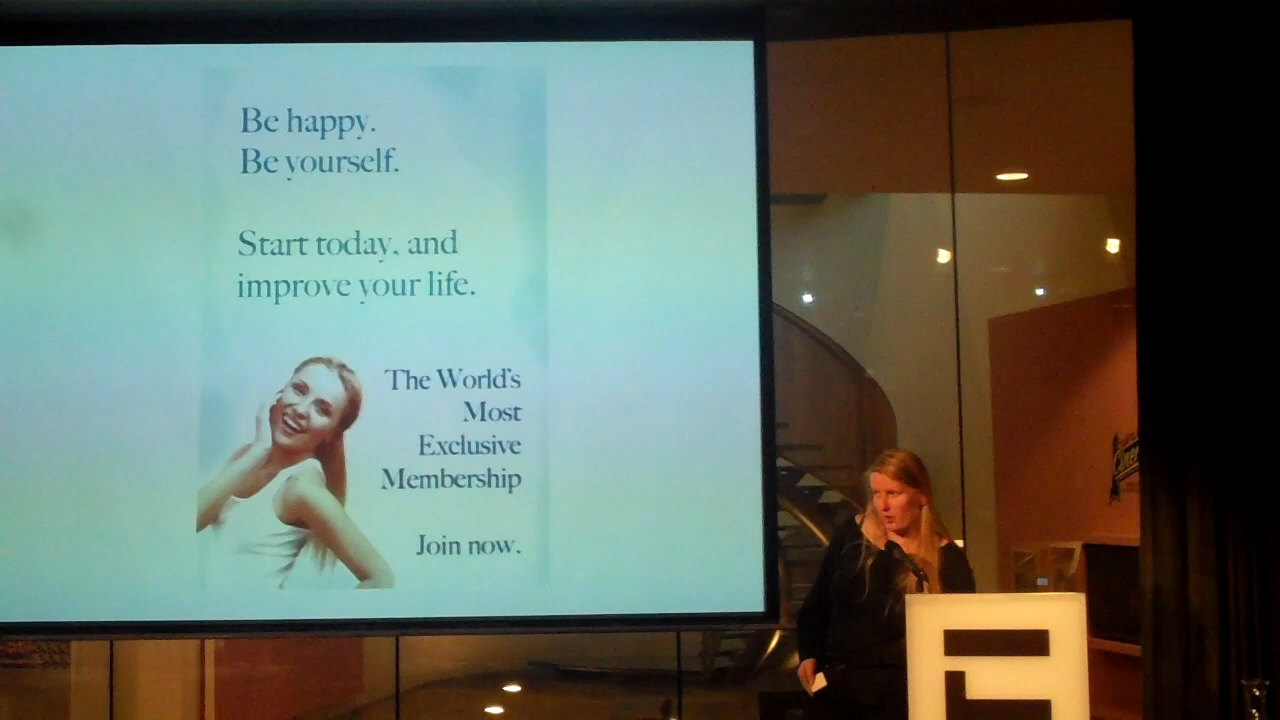 Be happy.
Be yourself.
Start today, and
improve your life.
The World's
Most
Exclusive
Membership
Join now.